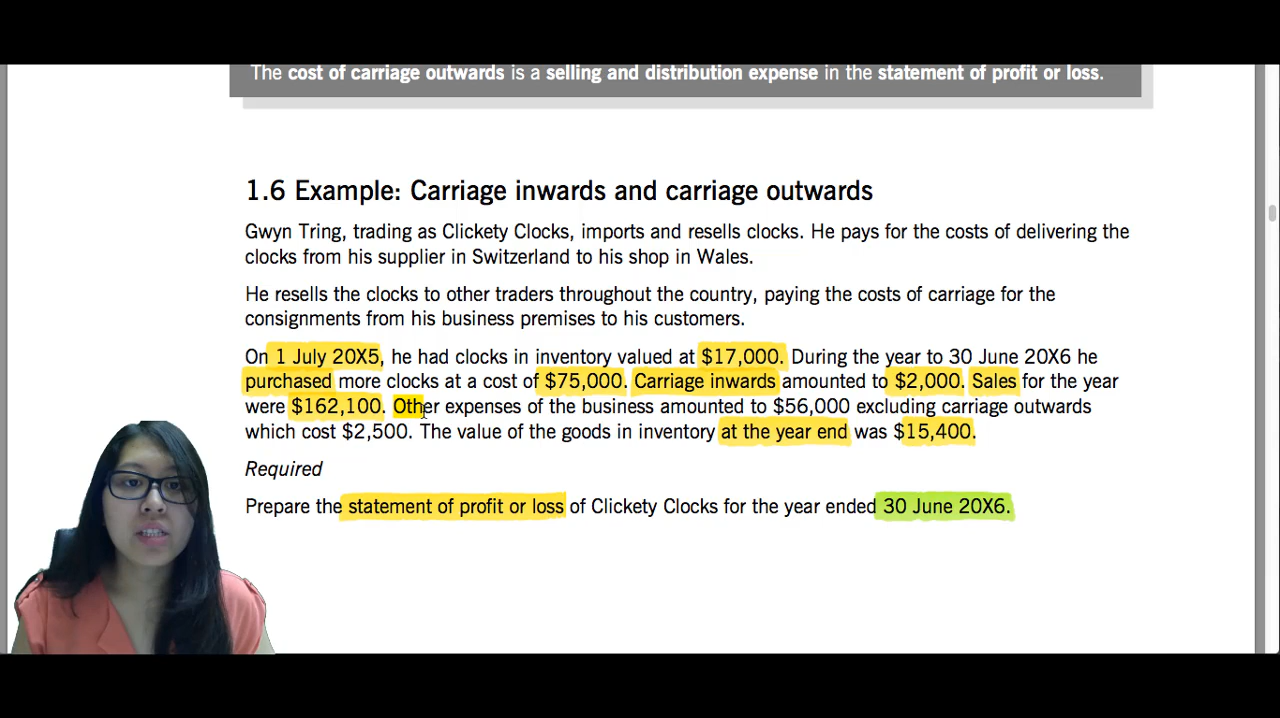 The cost of carriage outwards is a selling and distribution expense in the statement of profit or loss.
1.6 Example: Carriage inwards and carriage outwards
Gwyn Tring, trading as Clickety Clocks, imports and resells clocks. He pays for the costs of delivering the
clocks from his supplier in Switzerland to his shop in Wales.
He resells the clocks to other traders throughout the country, paying the costs of carriage for the
consignments from his business premises to his customers.
On 1 July 20X5, he had clocks in inventory valued at $17,000. During the year to 30 June 20X6 he
purchased more clocks at a cost of $75,000. Carriage inwards amounted to $2,000. Sales for the year
were $162,100. Other expenses of the business amounted to $56,000 excluding carriage outwards
which cost $2,500. The value of the goods in inventory at the year end was $15,400.
Required
Prepare the statement of profit or loss of Clickety Clocks for the year ended 30 June 20X6.